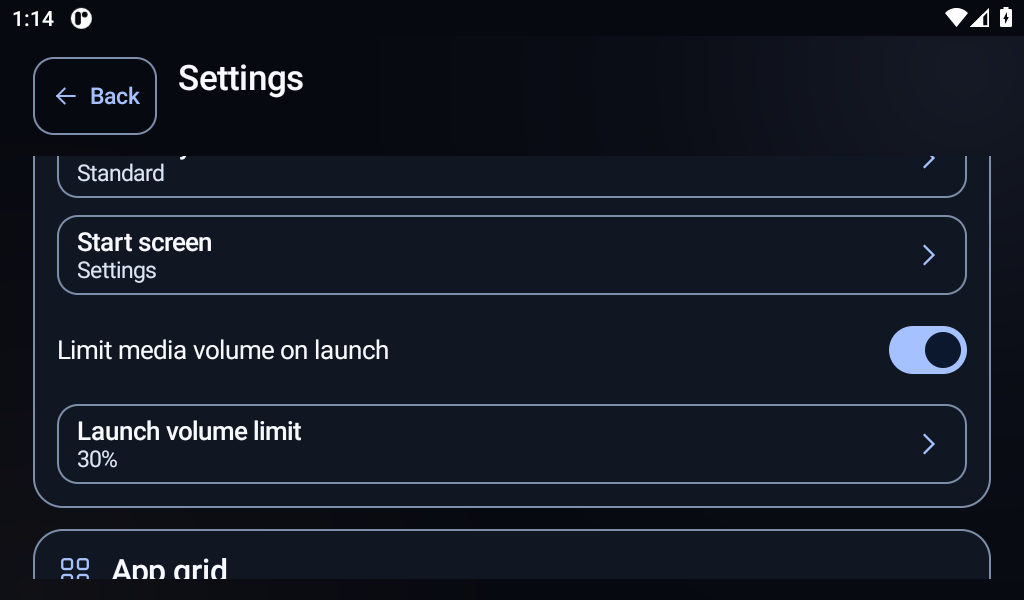 1:14
Back
Settings
Standard
Start screen
Settings
Limit media volume on launch
Launch volume limit
30%
App grid